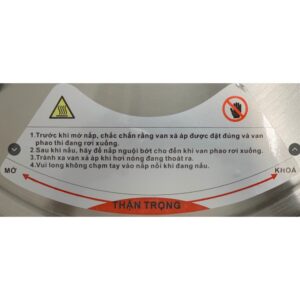 1.Trước khi mở nắp, chắc chắn rằng van xả áp được đặt đúng và van
phao thì đang rơi xuống.
2.Sau khi nấu, hãy để nắp nguội bớt cho đến khi van phao rơi xuống.
3.Tránh xa van xả áp khi hơi nóng đang thoát ra.
4.Vui lòng không chạm tay vào nắp nồi khi đang nấu.
MỞ
KHOÁ
THẬN TRỌNG